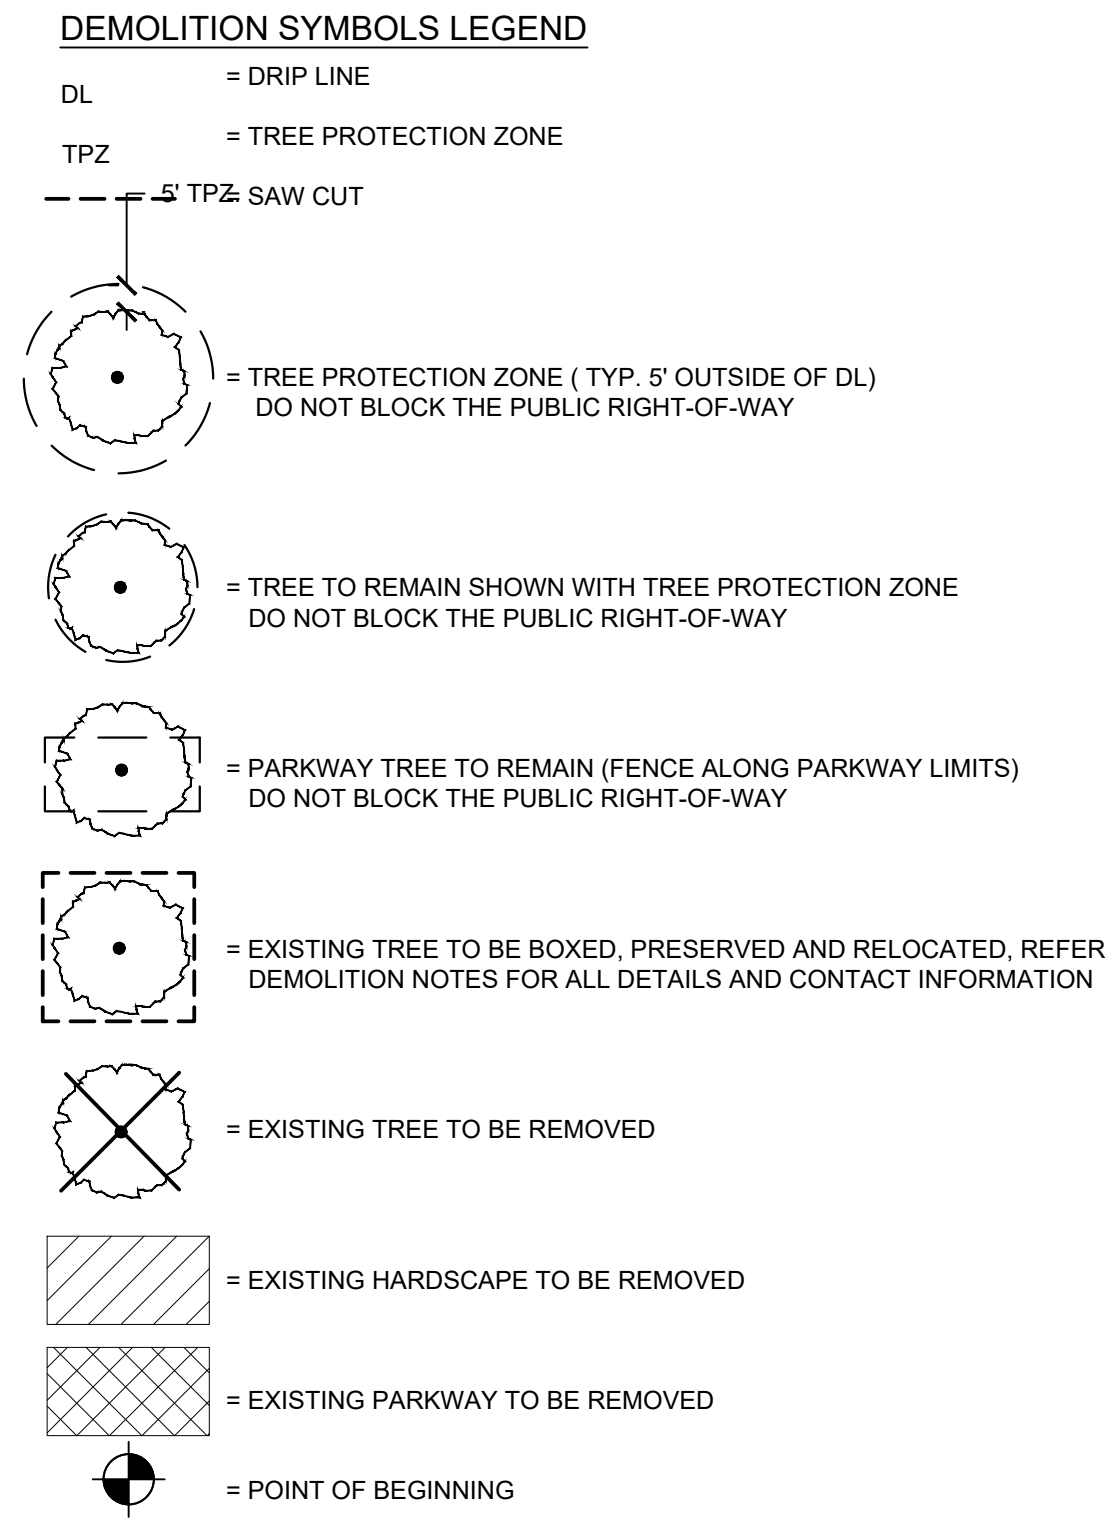 DEMOLITION SYMBOLS LEGEND
DL = DRIP LINE
TPZ = TREE PROTECTION ZONE
5' TPZ = SAW CUT
= TREE PROTECTION ZONE ( TYP. 5' OUTSIDE OF DL)
DO NOT BLOCK THE PUBLIC RIGHT-OF-WAY
= TREE TO REMAIN SHOWN WITH TREE PROTECTION ZONE
DO NOT BLOCK THE PUBLIC RIGHT-OF-WAY
= PARKWAY TREE TO REMAIN (FENCE ALONG PARKWAY LIMITS)
DO NOT BLOCK THE PUBLIC RIGHT-OF-WAY
= EXISTING TREE TO BE BOXED, PRESERVED AND RELOCATED, REFER
DEMOLITION NOTES FOR ALL DETAILS AND CONTACT INFORMATION
= EXISTING TREE TO BE REMOVED
= EXISTING HARDSCAPE TO BE REMOVED
= EXISTING PARKWAY TO BE REMOVED
= POINT OF BEGINNING